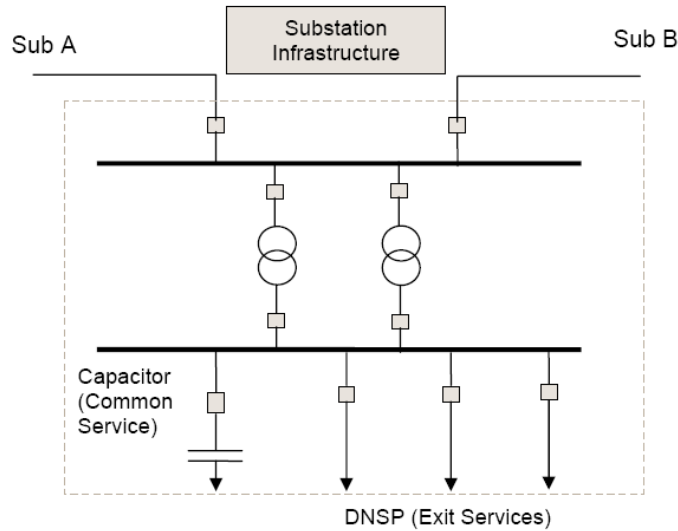 Sub A
Substation
Infrastructure
Sub B
Capacitor
(Common
Service)
DNSP (Exit Services)